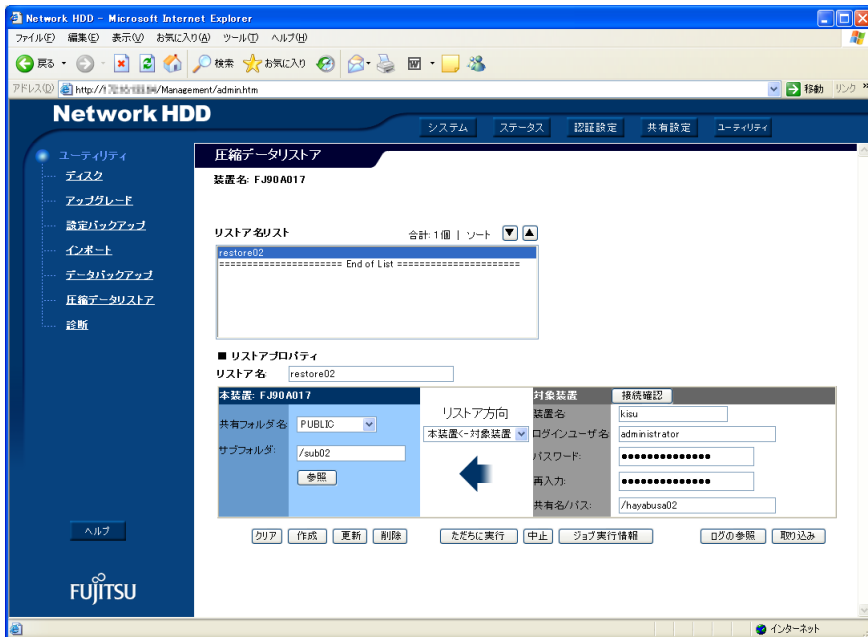 Network HDD - Microsoft Internet Explorer
ファイル(F) 編集(E) 表示(V) お気に入り(A) ツール(T) ヘルプ(H)
戻る 検索 お気に入り
アドレス(D) /Management/admin.htm 移動 リンク »
Network HDD
システム ステータス 認証設定 共有設定 ユーティリティ
ユーティリティ
ディスク
アップグレード
設定バックアップ
インポート
データバックアップ
圧縮データリストア
診断
ヘルプ
FUJITSU
圧縮データリストア
装置名: FJ90A017
リストア名リスト 合計: 1個 | ソート ▼ ▲
restore02
====================== End of List ======================
■ リストアプロパティ
リストア名: restore02
本装置: FJ90A017
共有フォルダ名: PUBLIC
サブフォルダ: /sub02
参照
リストア方向
本装置<-対象装置
対象装置 接続確認
装置名: kisu
ログインユーザ名: administrator
パスワード: ●●●●●●●●●●●●●●
再入力: ●●●●●●●●●●●●●●
共有名/パス: /hayabusa02
クリア 作成 更新 削除 ただちに実行 中止 ジョブ実行情報 ログの参照 取り込み
インターネット